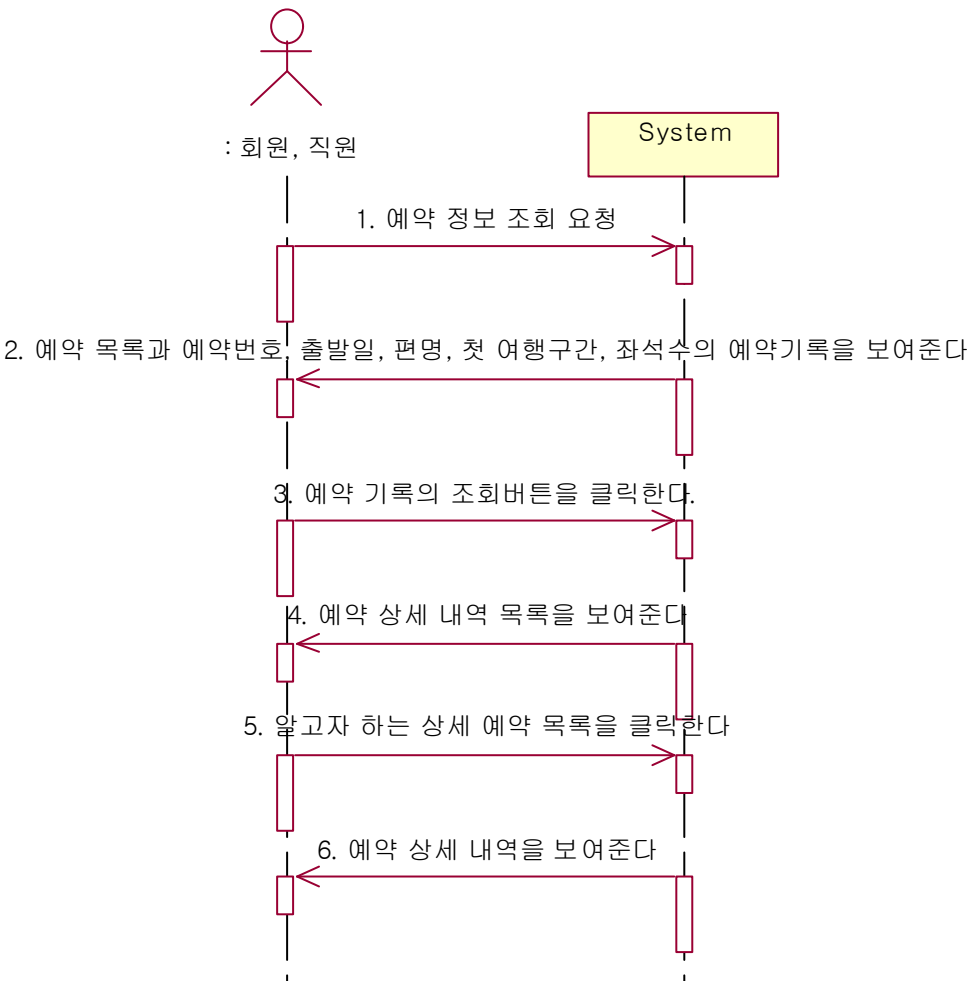 : 회원, 직원
System
1. 예약 정보 조회 요청
2. 예약 목록과 예약번호, 출발일, 편명, 첫 여행구간, 좌석수의 예약기록을 보여준다
3. 예약 기록의 조회버튼을 클릭한다.
4. 예약 상세 내역 목록을 보여준다
5. 알고자 하는 상세 예약 목록을 클릭한다
6. 예약 상세 내역을 보여준다